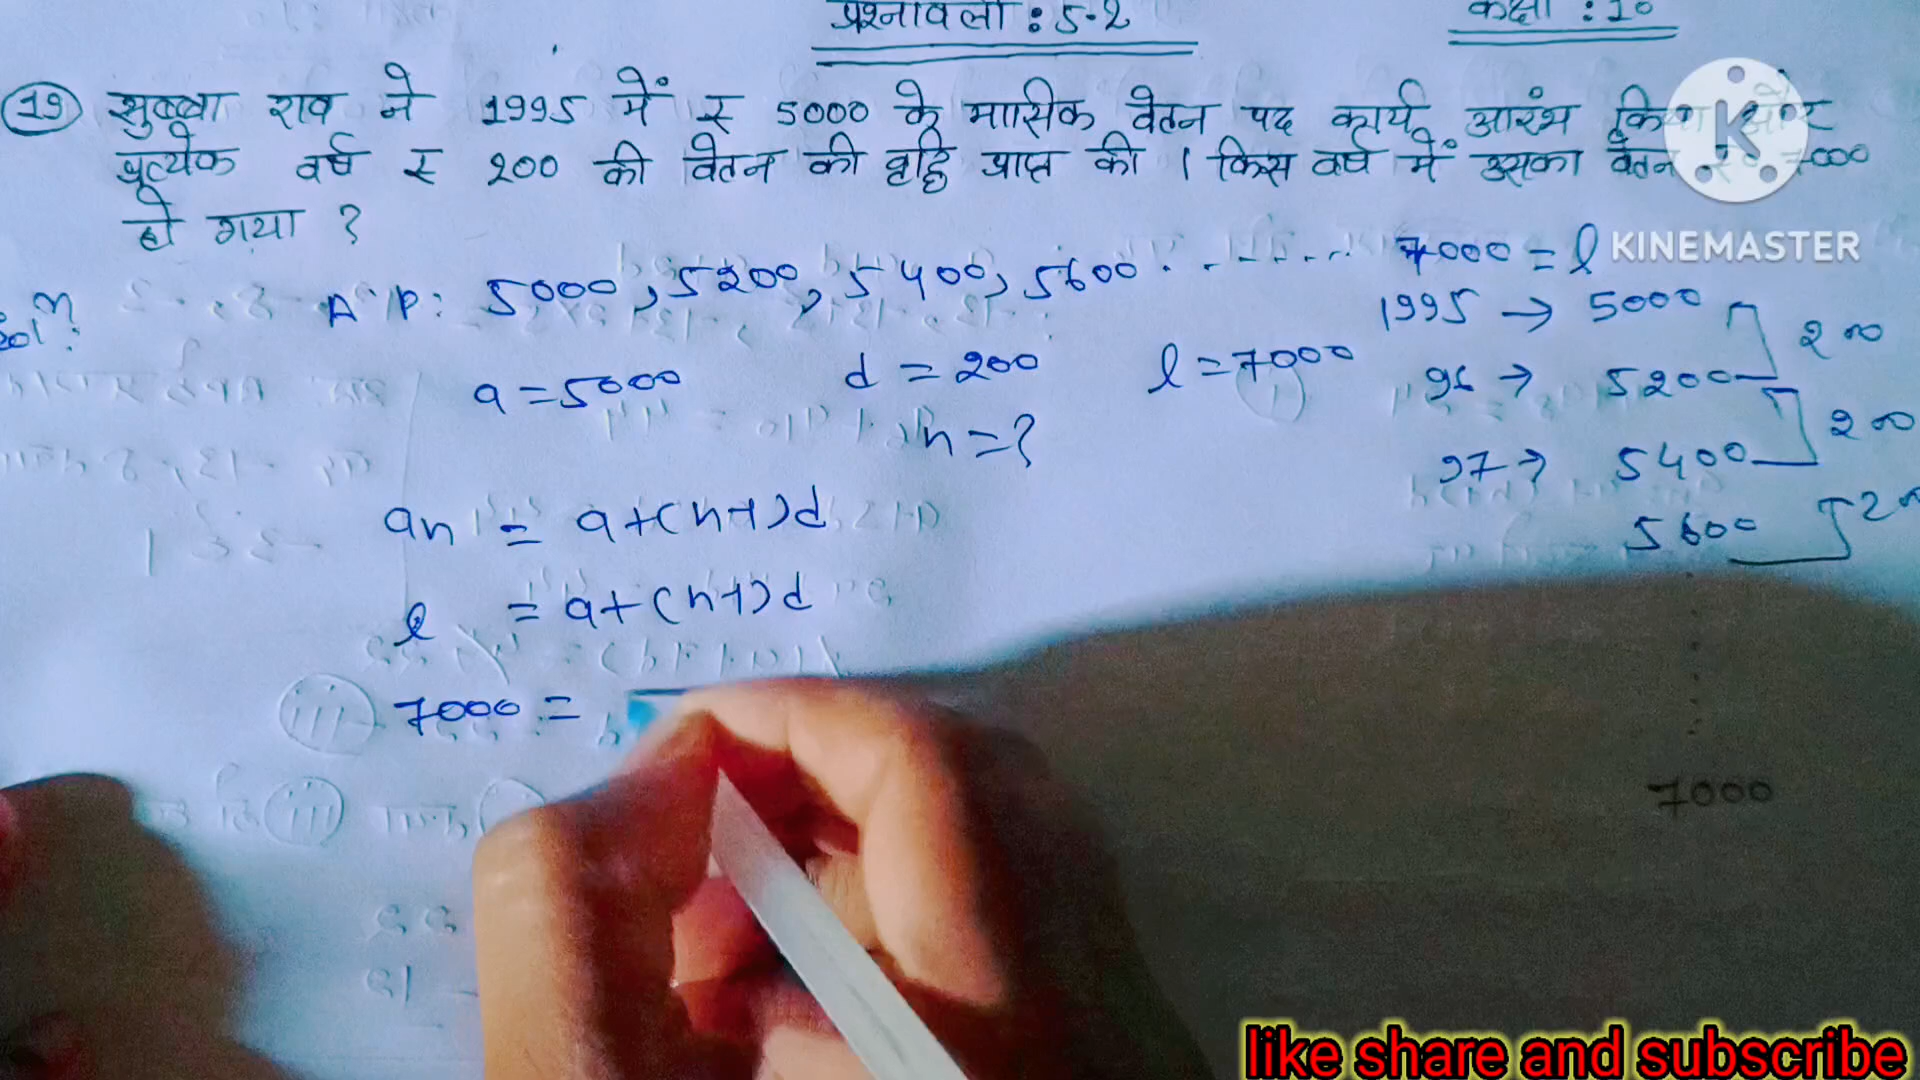 प्रश्नावली : 5.2
कक्षा : 10
(19) सुब्बा राव ने 1995 में ₹ 5000 के मासिक वेतन पद कार्य आरंभ किया और
प्रत्येक वर्ष ₹ 200 की वेतन की वृद्धि प्राप्त की । किस वर्ष में उसका वेतन ₹ 7000
हो गया ?
KINEMASTER
Soln:
A.P: 5000, 5200, 5400, 5600 . - - - - - - 7000 = l
a = 5000 d = 200 l = 7000
n = ?
an = a+(n-1)d
l = a+(n-1)d
7000 =
1995 → 5000
200
96 → 5200
200
97 → 5400
5600
7000
like share and subscribe